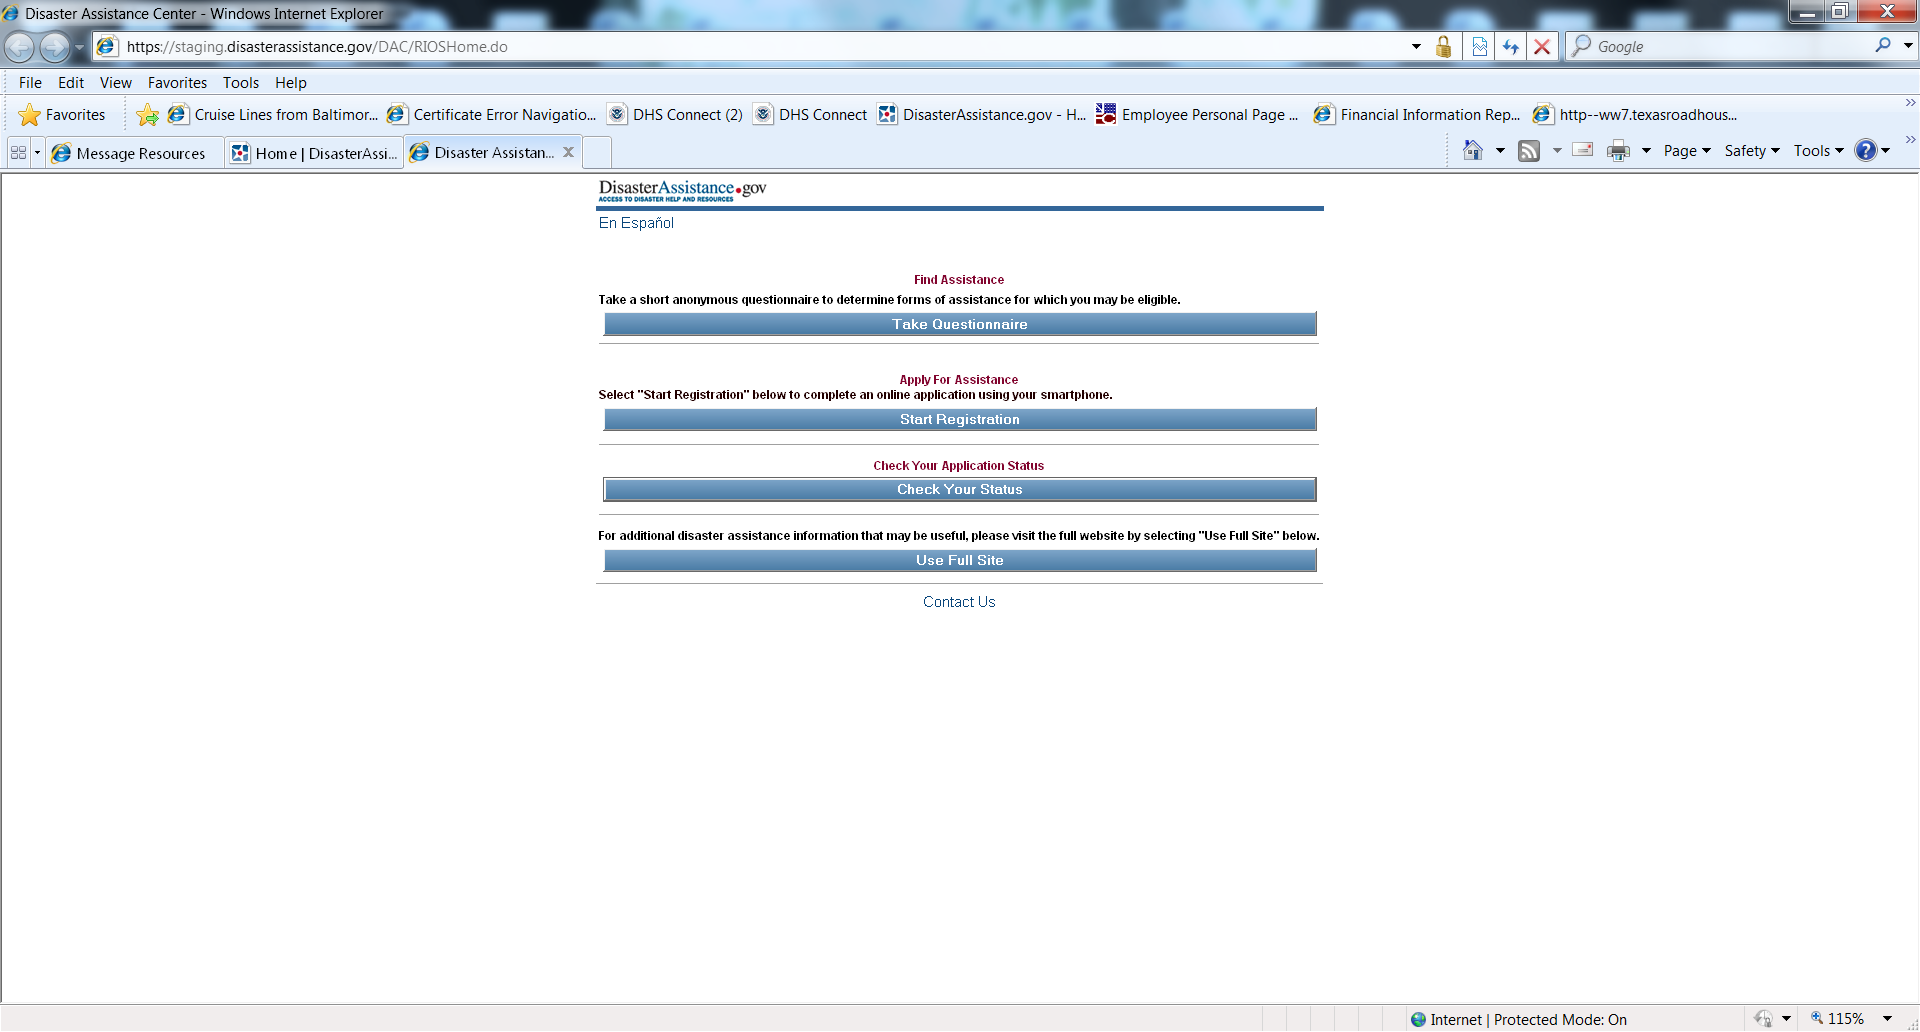 Disaster Assistance Center - Windows Internet Explorer
https://staging.disasterassistance.gov/DAC/RIOSHome.do
Google
File Edit View Favorites Tools Help
Favorites Cruise Lines from Baltimor... Certificate Error Navigatio... DHS Connect (2) DHS Connect DisasterAssistance.gov - H... Employee Personal Page ... Financial Information Rep... http--ww7.texasroadhous...
Message Resources Home | DisasterAssi... Disaster Assistan... Page Safety Tools
DisasterAssistance.gov
ACCESS TO DISASTER HELP AND RESOURCES
En Español
Find Assistance
Take a short anonymous questionnaire to determine forms of assistance for which you may be eligible.
Take Questionnaire
Apply For Assistance
Select "Start Registration" below to complete an online application using your smartphone.
Start Registration
Check Your Application Status
Check Your Status
For additional disaster assistance information that may be useful, please visit the full website by selecting "Use Full Site" below.
Use Full Site
Contact Us
Internet | Protected Mode: On 115%